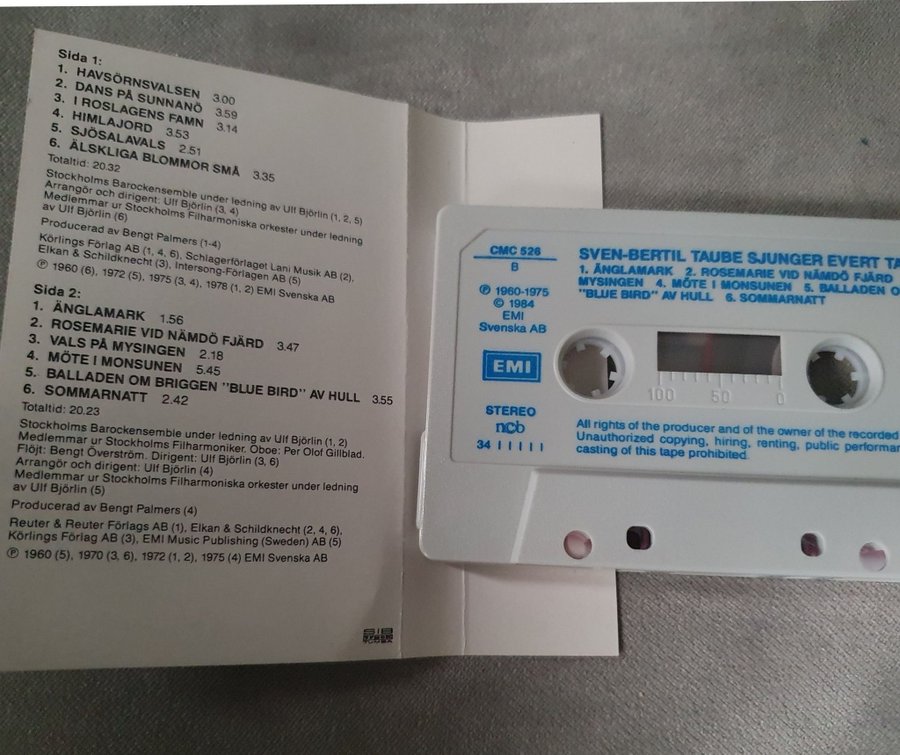 Sida 1:
1. HAVSÖRNSVALSEN 3.00
2. DANS PÅ SUNNANÖ 3.59
3. I ROSLAGENS FAMN 3.14
4. HIMLAJORD 3.53
5. SJÖSALAVALS 2.51
6. ÄLSKLIGA BLOMMOR SMÅ 3.35
Totaltid: 20.32
Stockholms Barockensemble under ledning av Ulf Björlin (1, 2, 5)
Arrangör och dirigent: Ulf Björlin (3, 4)
Medlemmar ur Stockholms Filharmoniska orkester under ledning
av Ulf Björlin (6)
Producerad av Bengt Palmers (1-4)
Körlings Förlag AB (1, 4, 6), Schlagerförlaget Lani Musik AB (2),
Elkan & Schildknecht (3), Intersong-Förlagen AB (5)
℗ 1960 (6), 1972 (5), 1975 (3, 4), 1978 (1, 2) EMI Svenska AB
Sida 2:
1. ÄNGLAMARK 1.56
2. ROSEMARIE VID NÄMDÖ FJÄRD 3.47
3. VALS PÅ MYSINGEN 2.18
4. MÖTE I MONSUNEN 5.45
5. BALLADEN OM BRIGGEN "BLUE BIRD" AV HULL 3.55
6. SOMMARNATT 2.42
Totaltid: 20.23
Stockholms Barockensemble under ledning av Ulf Björlin (1, 2)
Medlemmar ur Stockholms Filharmoniker. Oboe: Per Olof Gillblad.
Flöjt: Bengt Överström. Dirigent: Ulf Björlin (3, 6)
Arrangör och dirigent: Ulf Björlin (4)
Medlemmar ur Stockholms Filharmoniska orkester under ledning
av Ulf Björlin (5)
Producerad av Bengt Palmers (4)
Reuter & Reuter Förlags AB (1), Elkan & Schildknecht (2, 4, 6),
Körlings Förlag AB (3), EMI Music Publishing (Sweden) AB (5)
℗ 1960 (5), 1970 (3, 6), 1972 (1, 2), 1975 (4) EMI Svenska AB
CMC 526
B
℗ 1960-1975
© 1984
EMI
Svenska AB
EMI
STEREO
ncb
34
SVEN-BERTIL TAUBE SJUNGER EVERT TA
1. ÄNGLAMARK 2. ROSEMARIE VID NÄMDÖ FJÄRD
MYSINGEN 4. MÖTE I MONSUNEN 5. BALLADEN O
"BLUE BIRD" AV HULL 6. SOMMARNATT
100 50 0
All rights of the producer and of the owner of the recorded
Unauthorized copying, hiring, renting, public performa
casting of this tape prohibited.